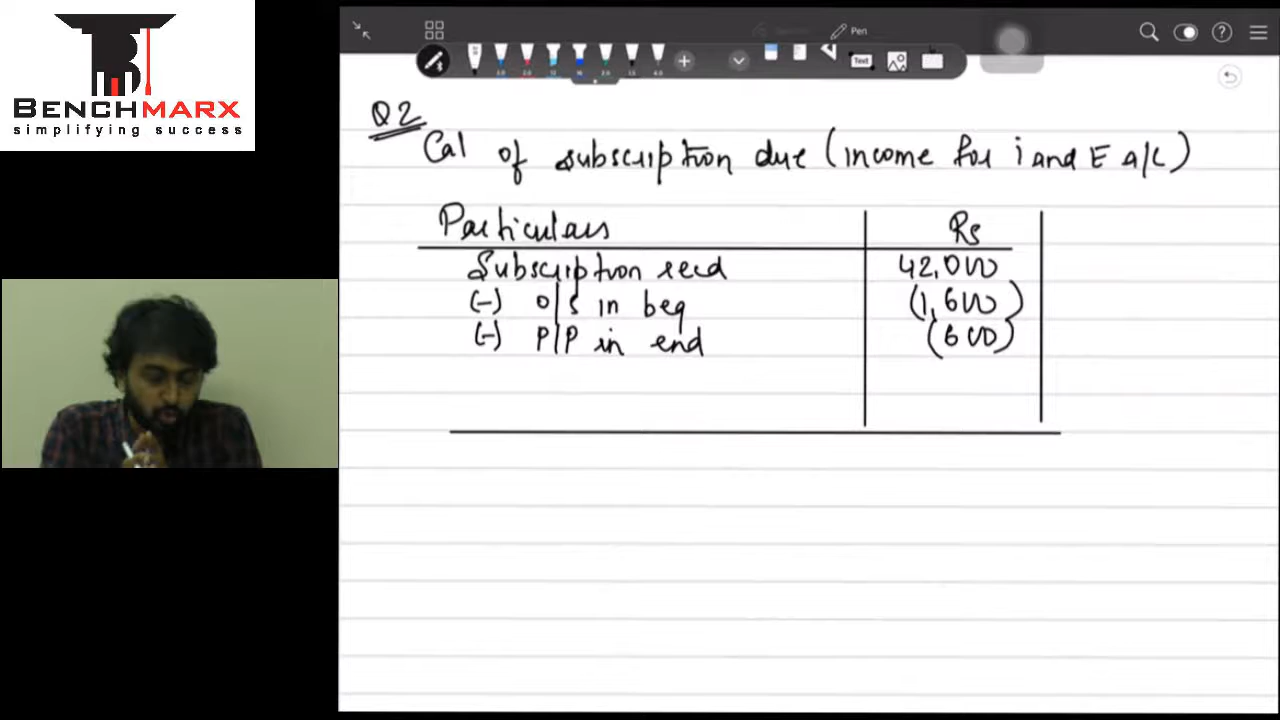 BENCHMARX
simplifying success
Pen
Text
Q2
Cal of subscription due (income for i and E a/c)
Particulars Rs
Subscription recd 42,000
(-) o/s in beg (1,600)
(-) P/P in end (600)